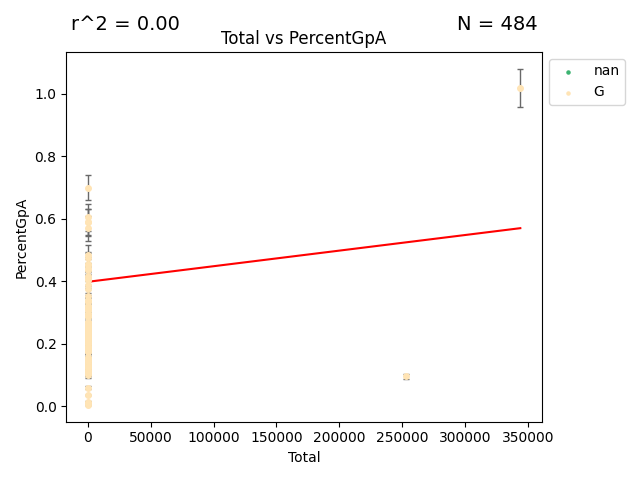 r^2 = 0.00
N = 484
Total vs PercentGpA
nan
G
PercentGpA
1.0
0.8
0.6
0.4
0.2
0.0
0 50000 100000 150000 200000 250000 300000 350000
Total